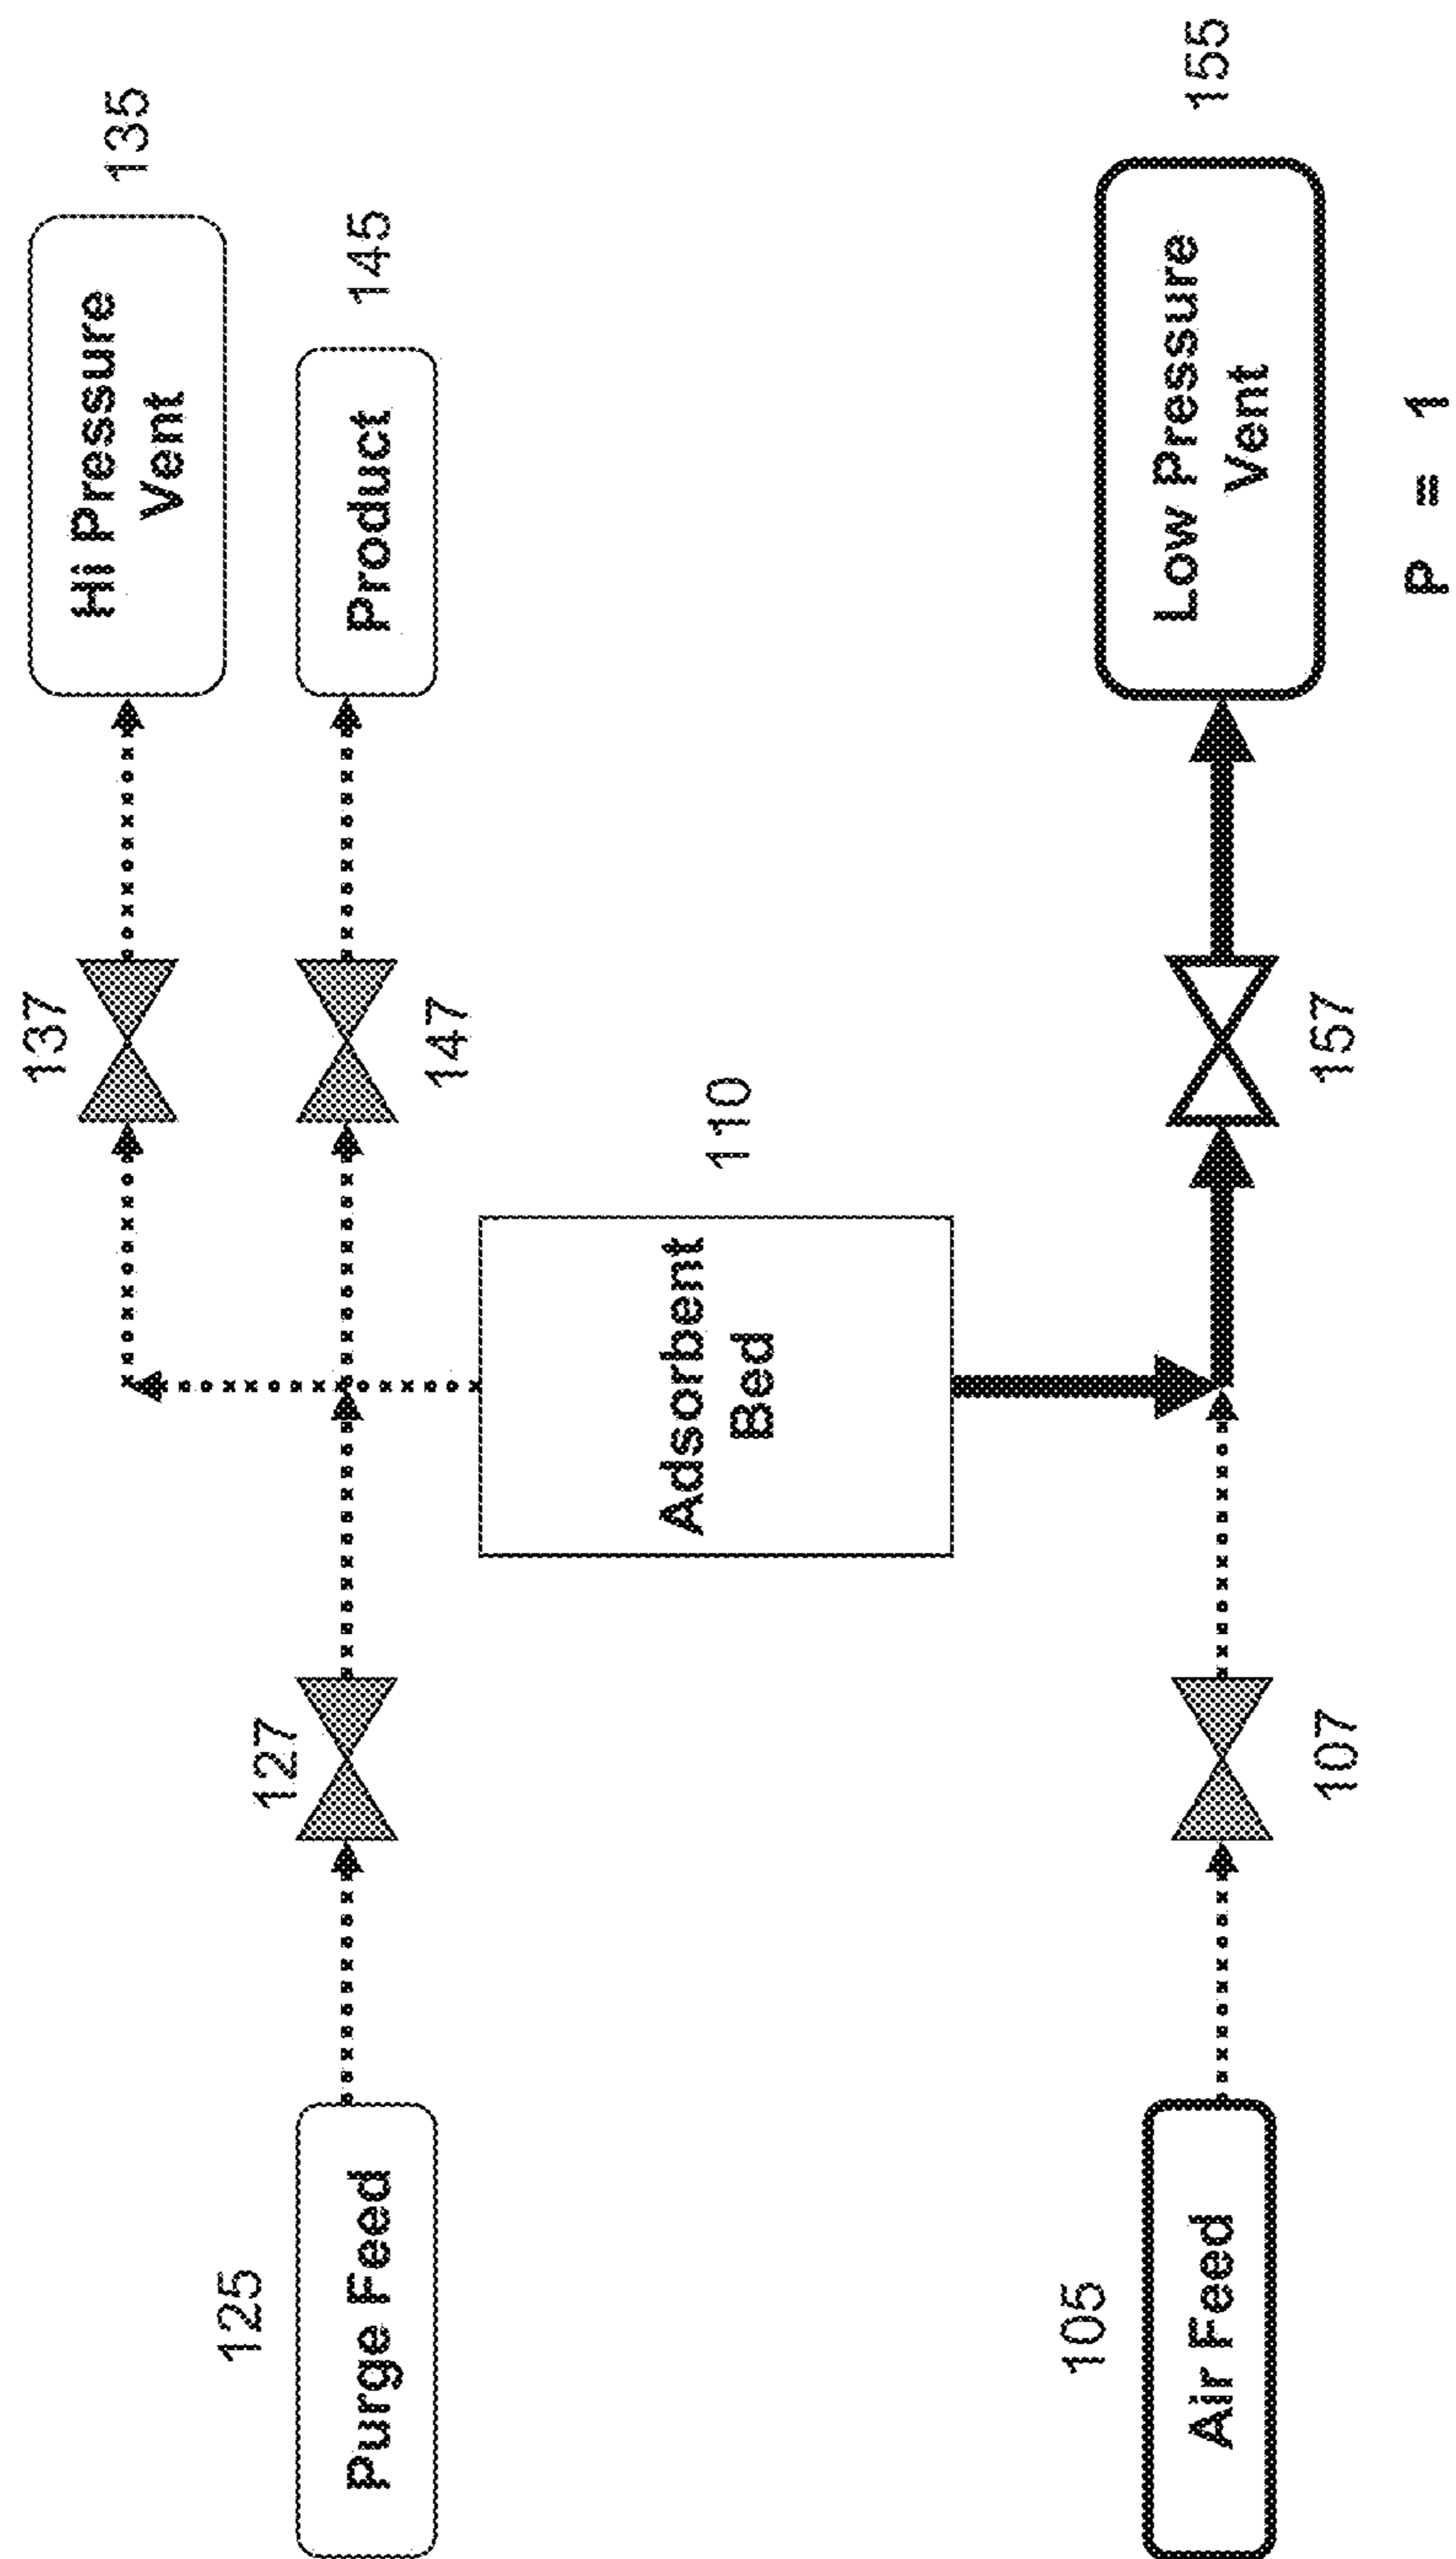 137
Hi Pressure
Vent
135
125
Purge Feed
127
147
Product
145
Adsorbent
Bed
110
105
Air Feed
107
157
Low Pressure
Vent
155
P = 1